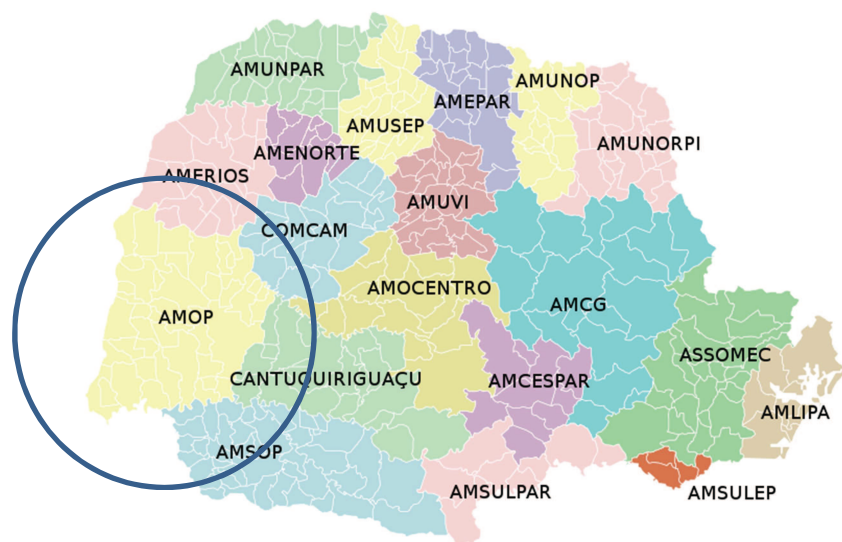 AMUNPAR
AMUNOP
AMEPAR
AMUSEP
AMUNORPI
AMENORTE
AMERIOS
AMUVI
COMCAM
AMOCENTRO
AMCG
AMOP
ASSOMEC
CANTUQUIRIGUAÇU
AMCESPAR
AMLIPA
AMSOP
AMSULPAR
AMSULEP